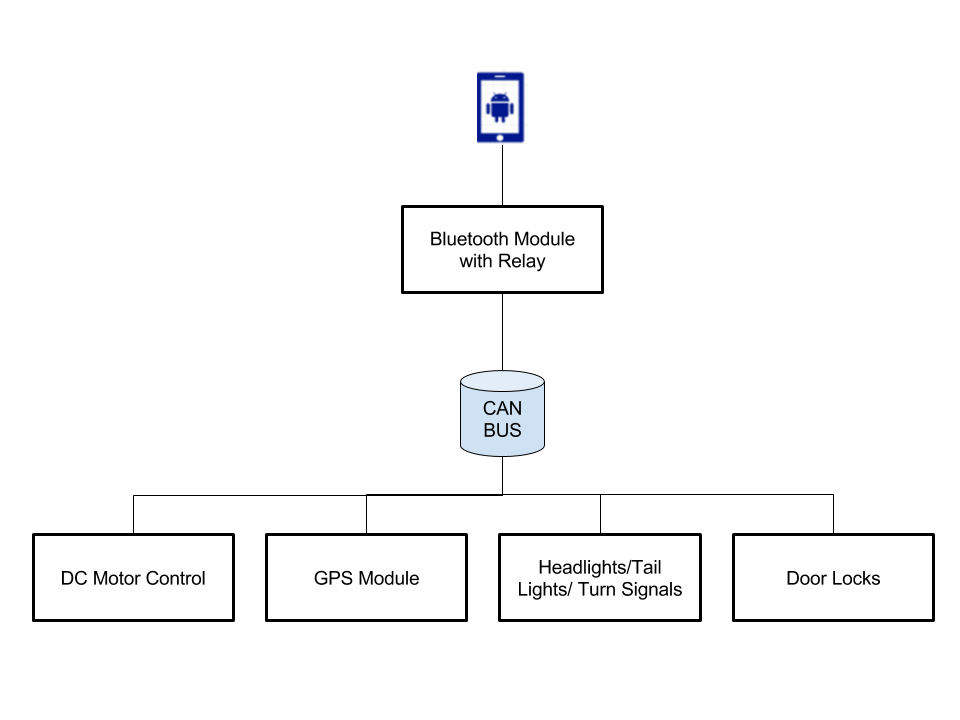 Bluetooth Module
with Relay
CAN
BUS
DC Motor Control
GPS Module
Headlights/Tail
Lights/ Turn Signals
Door Locks